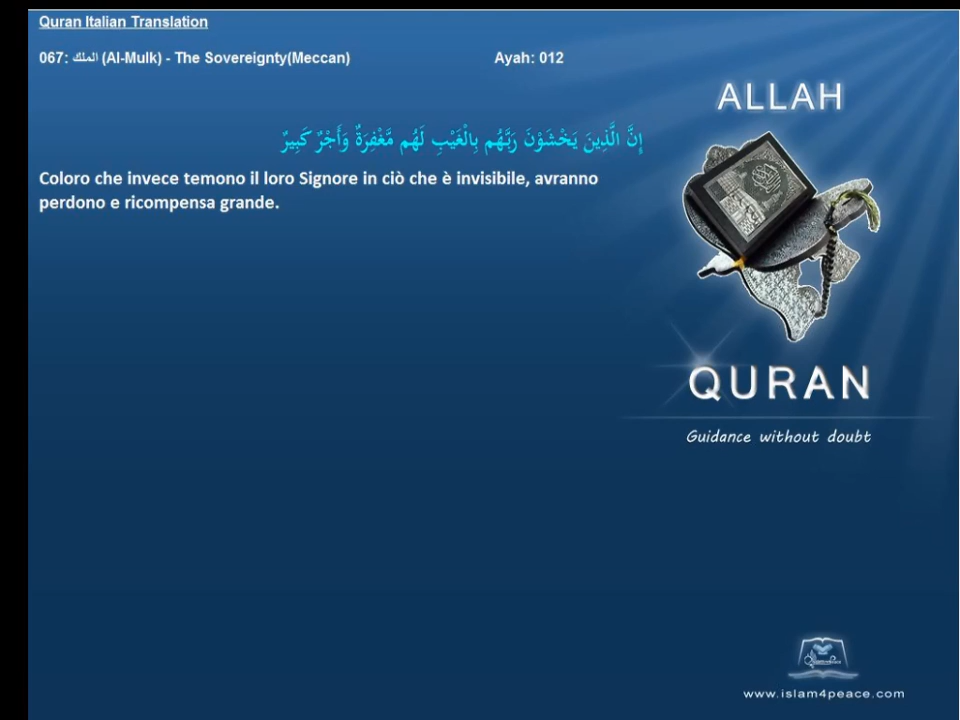 Quran Italian Translation
067: الملك (Al-Mulk) - The Sovereignty(Meccan) Ayah: 012
إِنَّ الَّذِينَ يَخْشَوْنَ رَبَّهُم بِالْغَيْبِ لَهُم مَّغْفِرَةٌ وَأَجْرٌ كَبِيرٌ
Coloro che invece temono il loro Signore in ciò che è invisibile, avranno
perdono e ricompensa grande.
ALLAH
QURAN
Guidance without doubt
www.islam4peace.com